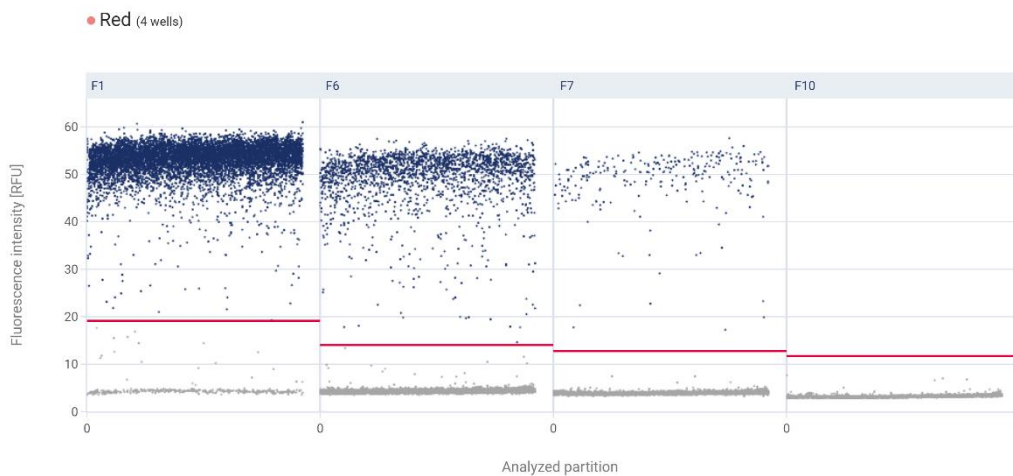 Red (4 wells)
F1 F6 F7 F10
Fluorescence intensity [RFU]
60
50
40
30
20
10
0
0 0 0 0
Analyzed partition